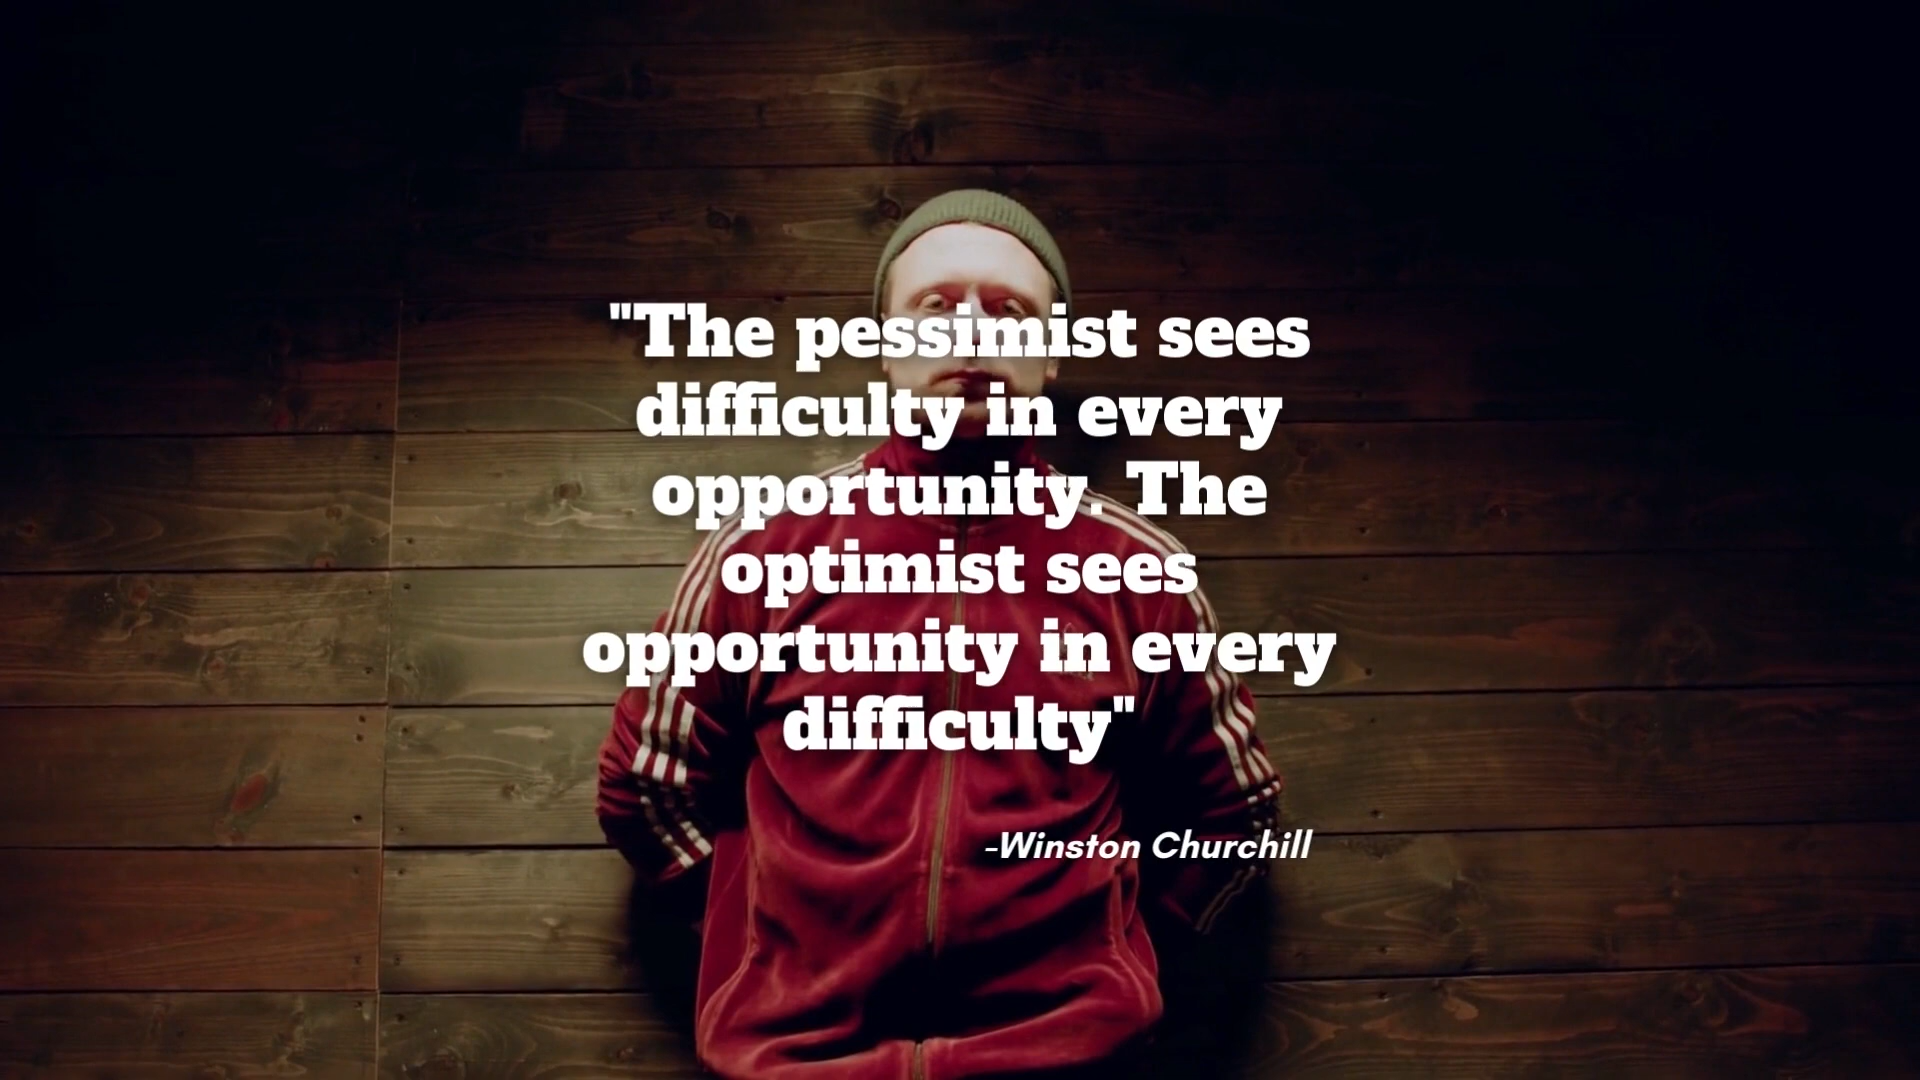 "The pessimist sees
difficulty in every
opportunity. The
optimist sees
opportunity in every
difficulty"
-Winston Churchill